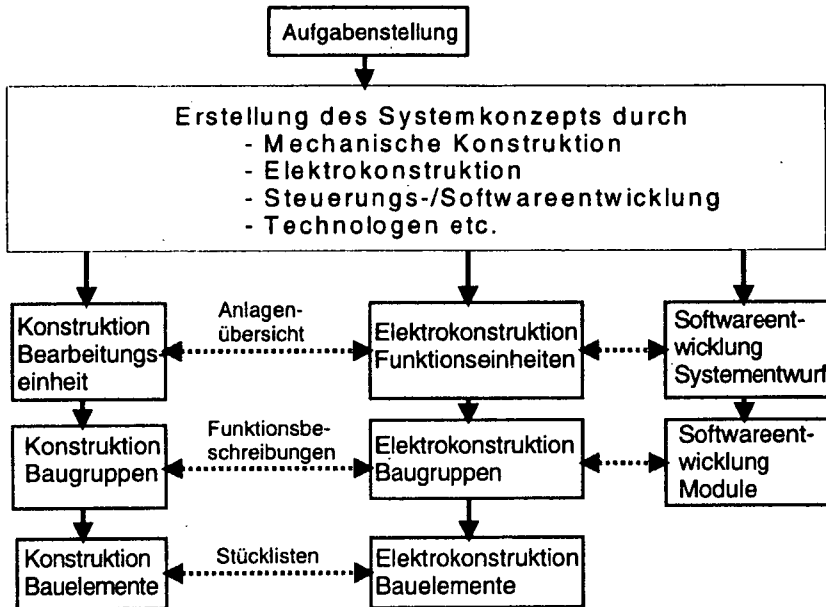 Aufgabenstellung
Erstellung des Systemkonzepts durch
- Mechanische Konstruktion
- Elektrokonstruktion
- Steuerungs-/Softwareentwicklung
- Technologen etc.
Konstruktion
Bearbeitungs
einheit
Anlagen-
übersicht
Elektrokonstruktion
Funktionseinheiten
Softwareent-
wicklung
Systementwurf
Konstruktion
Baugruppen
Funktionsbe-
schreibungen
Elektrokonstruktion
Baugruppen
Softwareent-
wicklung
Module
Konstruktion
Bauelemente
Stücklisten
Elektrokonstruktion
Bauelemente